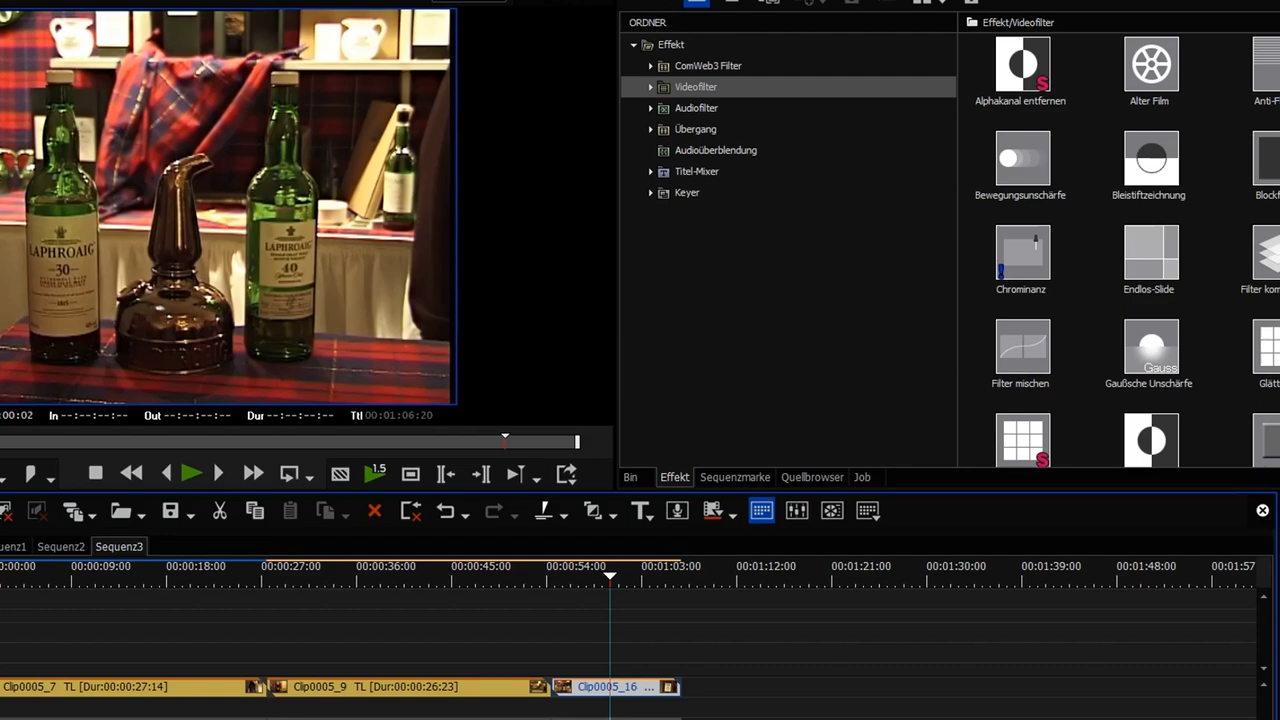 LAPHROAIG
30
LAPHROAIG
40
:00:02 In --:--:--:-- Out --:--:--:-- Dur --:--:--:-- Ttl 00:01:06:20
1.5
ORDNER
Effekt
ComWeb3 Filter
Videofilter
Audiofilter
Übergang
Audioüberblendung
Titel-Mixer
Keyer
Effekt/Videofilter
S
Alphakanal entfernen
Alter Film
Anti-F
Bewegungsunschärfe
Bleistiftzeichnung
Blockf
Chrominanz
Endlos-Slide
Filter kom
Filter mischen
Gauss
Gaußsche Unschärfe
Glätt
S
Bin Effekt Sequenzmarke Quellbrowser Job
uenz1 Sequenz2 Sequenz3
0:00:00 00:00:09:00 00:00:18:00 00:00:27:00 00:00:36:00 00:00:45:00 00:00:54:00 00:01:03:00 00:01:12:00 00:01:21:00 00:01:30:00 00:01:39:00 00:01:48:00 00:01:57
Clip0005_7 TL [Dur:00:00:27:14] Clip0005_9 TL [Dur:00:00:26:23] Clip0005_16 ...